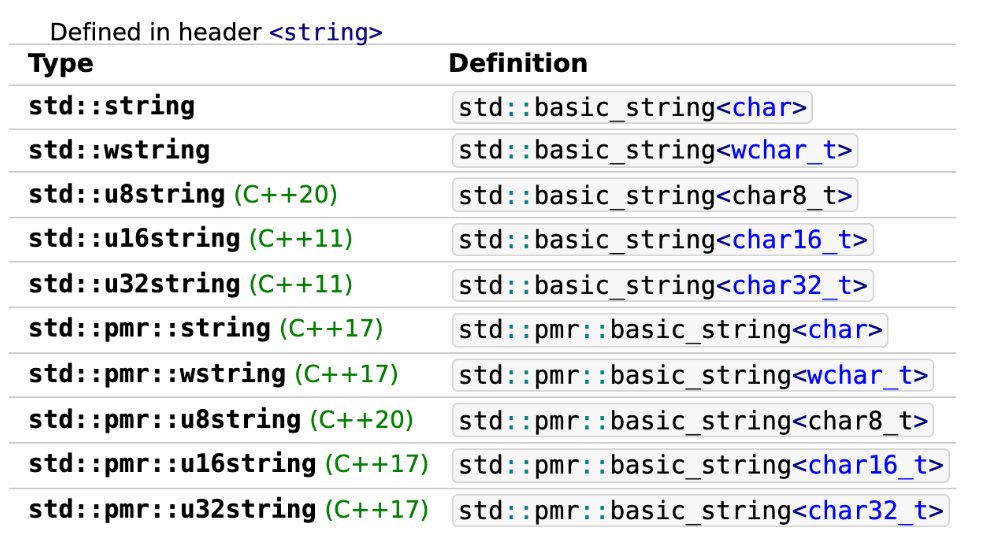 Defined in header <string>
Type Definition
std::string std::basic_string<char>
std::wstring std::basic_string<wchar_t>
std::u8string (C++20) std::basic_string<char8_t>
std::u16string (C++11) std::basic_string<char16_t>
std::u32string (C++11) std::basic_string<char32_t>
std::pmr::string (C++17) std::pmr::basic_string<char>
std::pmr::wstring (C++17) std::pmr::basic_string<wchar_t>
std::pmr::u8string (C++20) std::pmr::basic_string<char8_t>
std::pmr::u16string (C++17) std::pmr::basic_string<char16_t>
std::pmr::u32string (C++17) std::pmr::basic_string<char32_t>